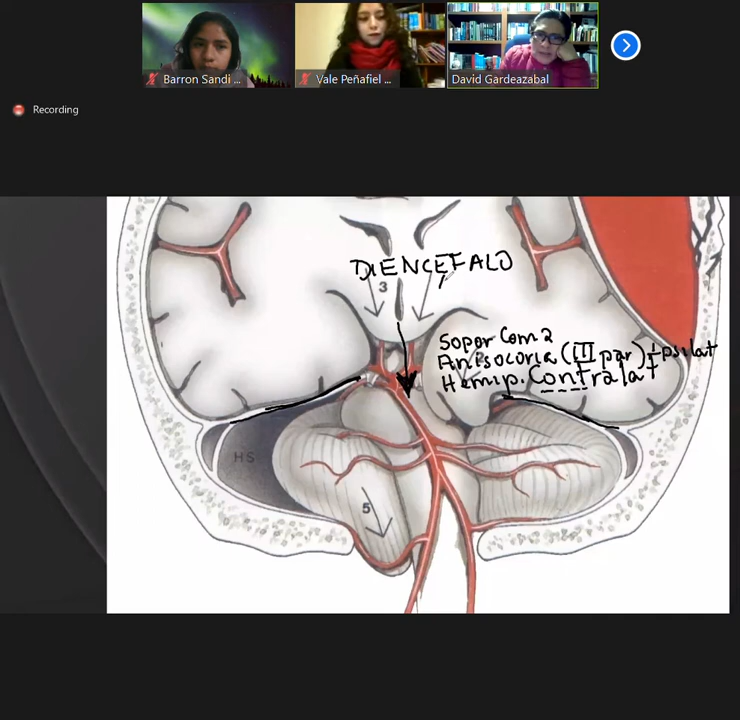 Barron Sandi ...
Vale Peñafiel ...
David Gardeazabal
Recording
DIENCEFALO
3
Sopor Coma
Anisocoria (III par) ipsilat
Hemip. Contralat
HS
5